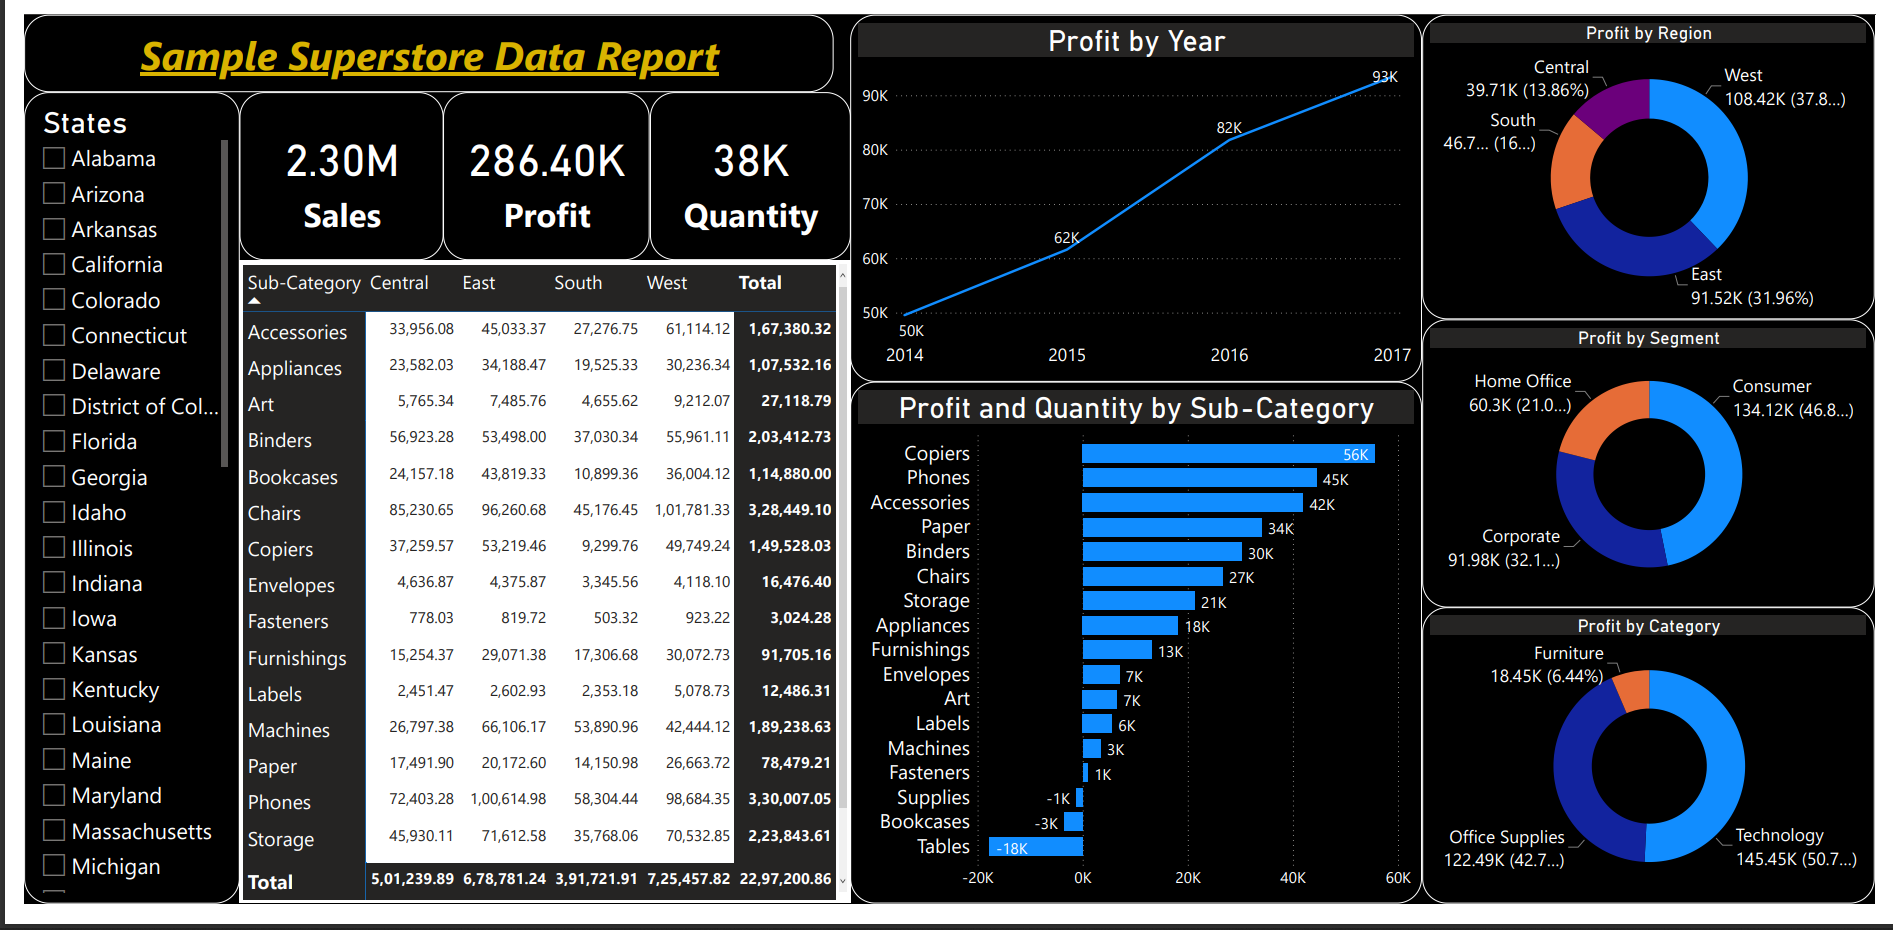 Sample Superstore Data Report
States
Alabama
Arizona
Arkansas
California
Colorado
Connecticut
Delaware
District of Col...
Florida
Georgia
Idaho
Illinois
Indiana
Iowa
Kansas
Kentucky
Louisiana
Maine
Maryland
Massachusetts
Michigan
2.30M
Sales
286.40K
Profit
38K
Quantity
Sub-Category Central East South West Total
Accessories 33,956.08 45,033.37 27,276.75 61,114.12 1,67,380.32
Appliances 23,582.03 34,188.47 19,525.33 30,236.34 1,07,532.16
Art 5,765.34 7,485.76 4,655.62 9,212.07 27,118.79
Binders 56,923.28 53,498.00 37,030.34 55,961.11 2,03,412.73
Bookcases 24,157.18 43,819.33 10,899.36 36,004.12 1,14,880.00
Chairs 85,230.65 96,260.68 45,176.45 1,01,781.33 3,28,449.10
Copiers 37,259.57 53,219.46 9,299.76 49,749.24 1,49,528.03
Envelopes 4,636.87 4,375.87 3,345.56 4,118.10 16,476.40
Fasteners 778.03 819.72 503.32 923.22 3,024.28
Furnishings 15,254.37 29,071.38 17,306.68 30,072.73 91,705.16
Labels 2,451.47 2,602.93 2,353.18 5,078.73 12,486.31
Machines 26,797.38 66,106.17 53,890.96 42,444.12 1,89,238.63
Paper 17,491.90 20,172.60 14,150.98 26,663.72 78,479.21
Phones 72,403.28 1,00,614.98 58,304.44 98,684.35 3,30,007.05
Storage 45,930.11 71,612.58 35,768.06 70,532.85 2,23,843.61
Total 5,01,239.89 6,78,781.24 3,91,721.91 7,25,457.82 22,97,200.86
Profit by Year
93K
90K
82K
80K
70K
62K
60K
50K
50K
2014 2015 2016 2017
Profit and Quantity by Sub-Category
Copiers 56K
Phones 45K
Accessories 42K
Paper 34K
Binders 30K
Chairs 27K
Storage 21K
Appliances 18K
Furnishings 13K
Envelopes 7K
Art 7K
Labels 6K
Machines 3K
Fasteners 1K
Supplies -1K
Bookcases -3K
Tables -18K
-20K 0K 20K 40K 60K
Profit by Region
Central
39.71K (13.86%)
West
108.42K (37.8...)
South
46.7... (16...)
East
91.52K (31.96%)
Profit by Segment
Home Office
60.3K (21.0...)
Consumer
134.12K (46.8...)
Corporate
91.98K (32.1...)
Profit by Category
Furniture
18.45K (6.44%)
Office Supplies
122.49K (42.7...)
Technology
145.45K (50.7...)